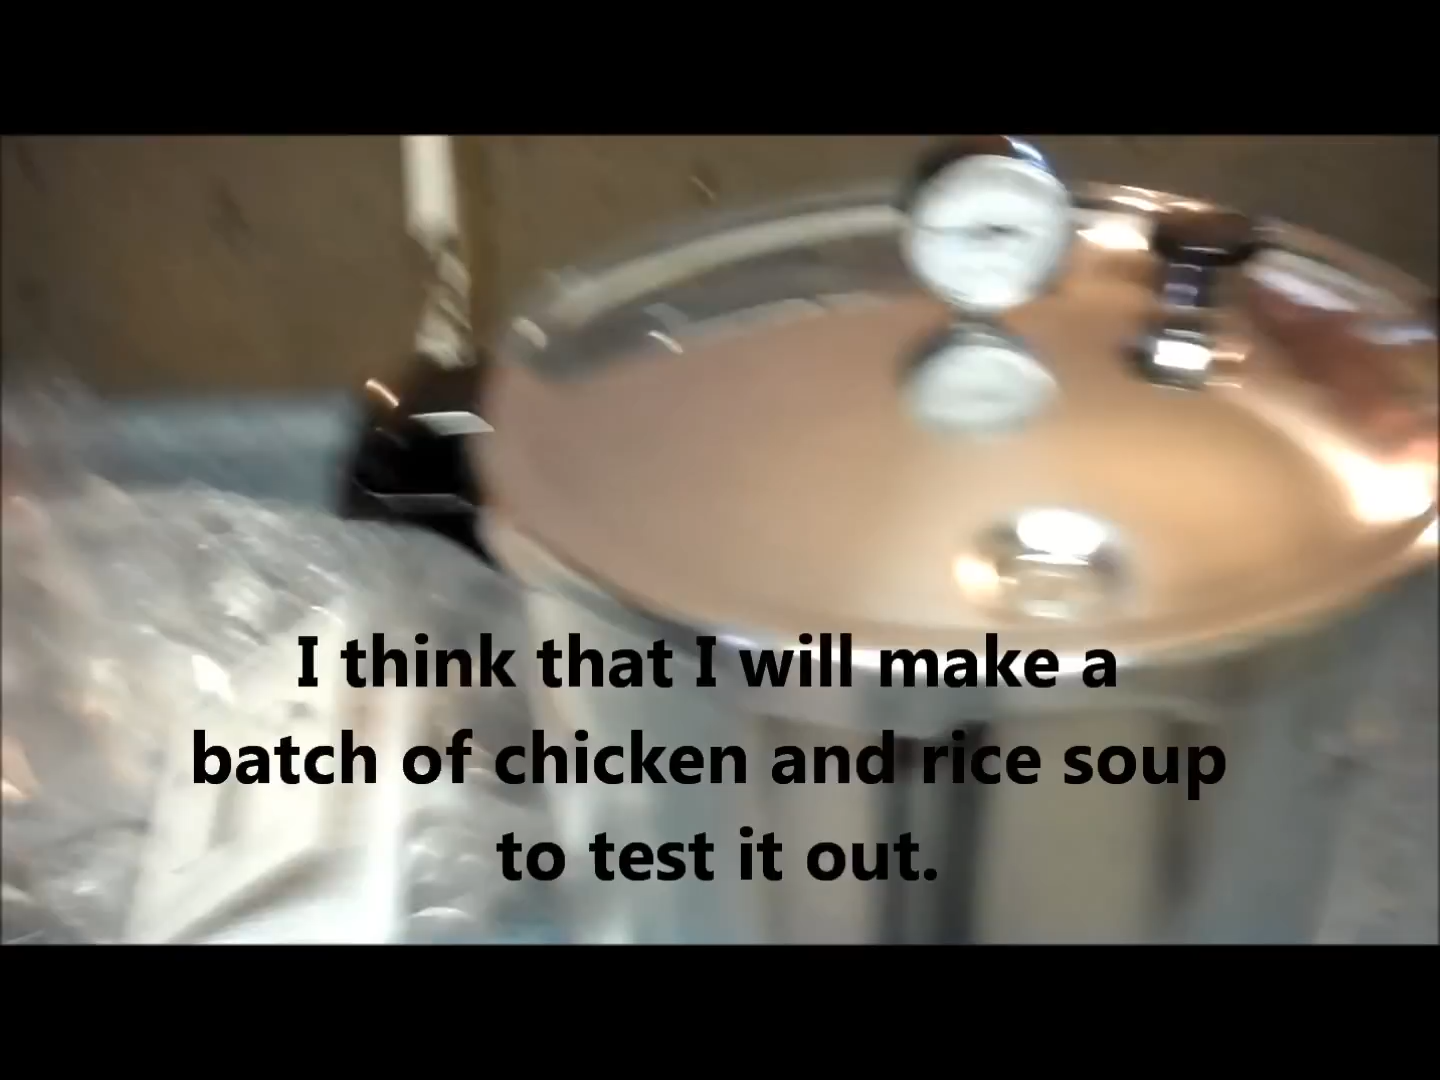 I think that I will make a
batch of chicken and rice soup
to test it out.